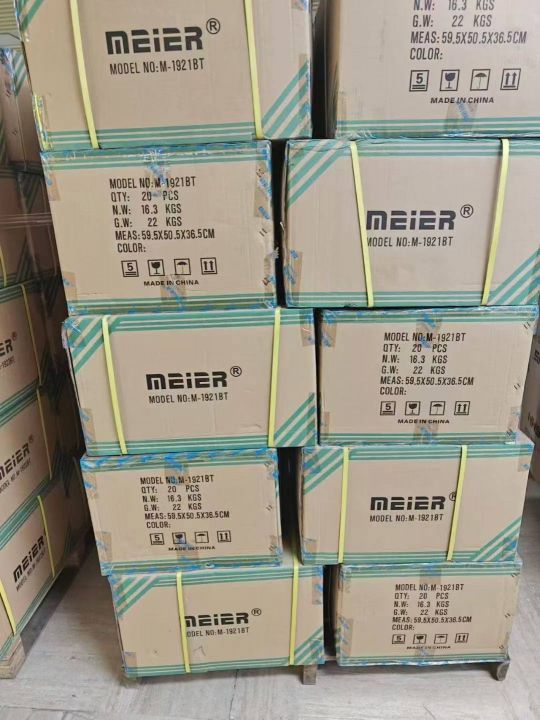 MEIER®
MODEL NO:M-1921BT
N.W: 16.3 KGS
G.W: 22 KGS
MEAS: 59.5X50.5X36.5CM
COLOR:
5
MADE IN CHINA
MODEL NO:M-1921BT
QTY: 20 PCS
N.W: 16.3 KGS
G.W: 22 KGS
MEAS: 59.5X50.5X36.5CM
COLOR:
5
MADE IN CHINA
MEIER®
MODEL NO:M-1921BT
MEIER®
MODEL NO:M-1921BT
MODEL NO:M-1921BT
QTY: 20 PCS
N.W: 16.3 KGS
G.W: 22 KGS
MEAS: 59.5X50.5X36.5CM
COLOR:
5
MADE IN CHINA
MODEL NO:M-1921BT
QTY: 20 PCS
N.W: 16.3 KGS
G.W: 22 KGS
MEAS: 59.5X50.5X36.5CM
COLOR:
5
MADE IN CHINA
MEIER®
MODEL NO:M-1921BT
MEIER®
MODEL NO:M-1921BT
MODEL NO:M-1921BT
QTY: 20 PCS
N.W: 16.3 KGS
G.W: 22 KGS
MEAS: 59.5X50.5X36.5CM
COLOR:
5
MADE IN CHINA